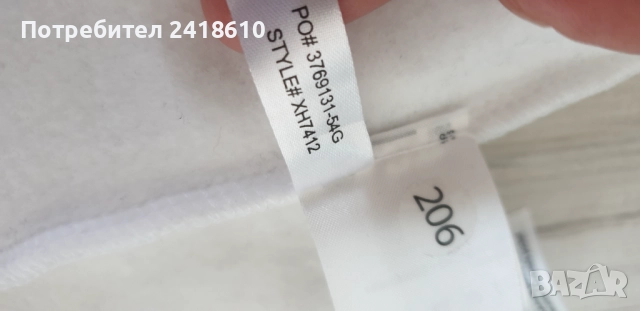 Потребител 2418610
PO# 3769131-54G
STYLE# XH7412
206
BAZAR